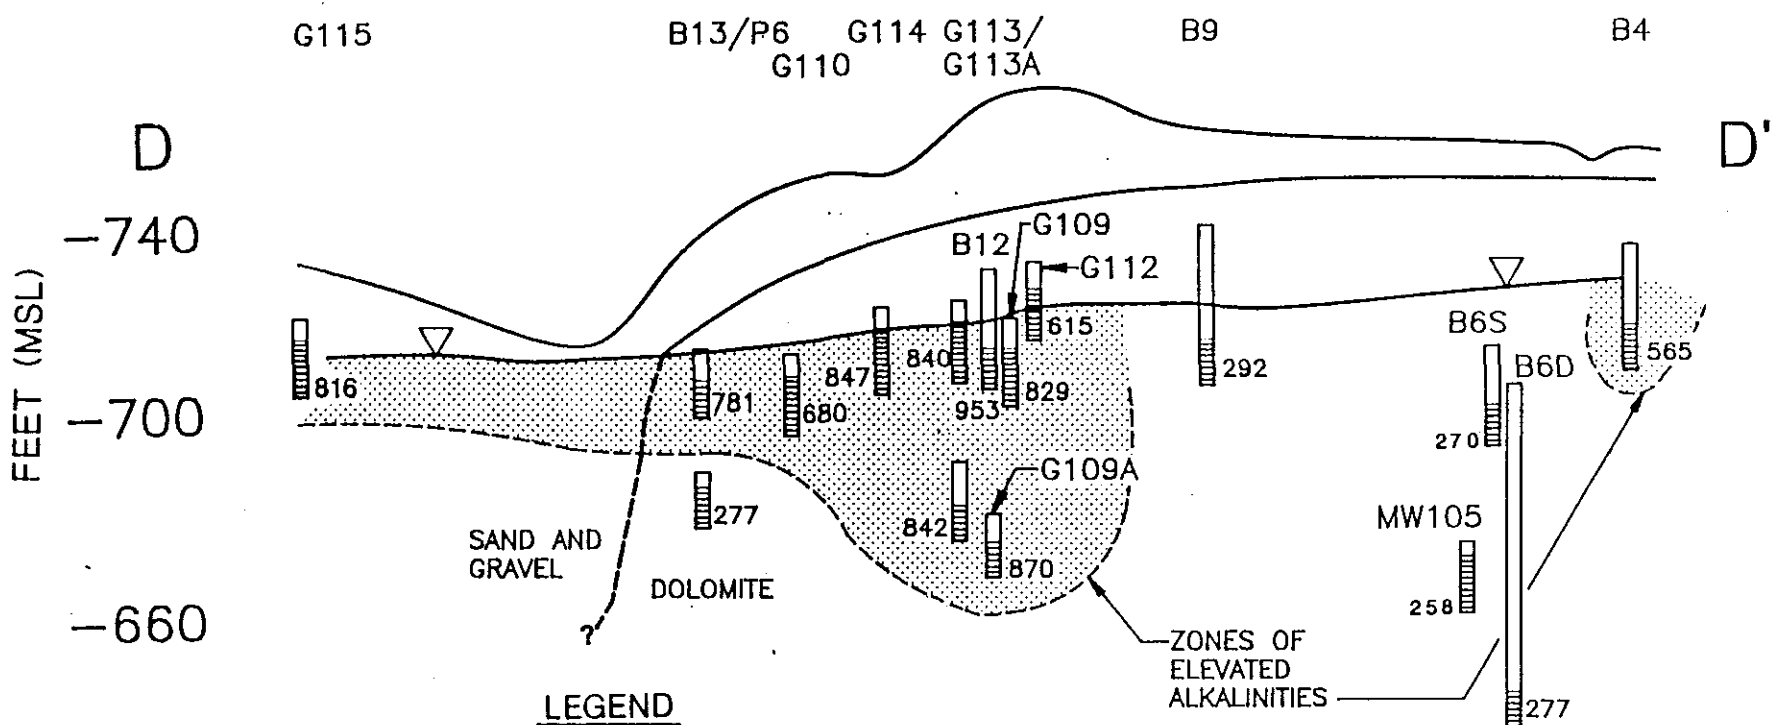 G115
B13/P6
G110
G114
G113/
G113A
B9
B4
D
D'
FEET (MSL)
-740
-700
-660
B12
G109
G112
B6S
B6D
MW105
G109A
816
781
680
847
840
953
829
615
292
270
565
277
842
870
258
277
SAND AND
GRAVEL
DOLOMITE
?
ZONES OF
ELEVATED
ALKALINITIES
LEGEND